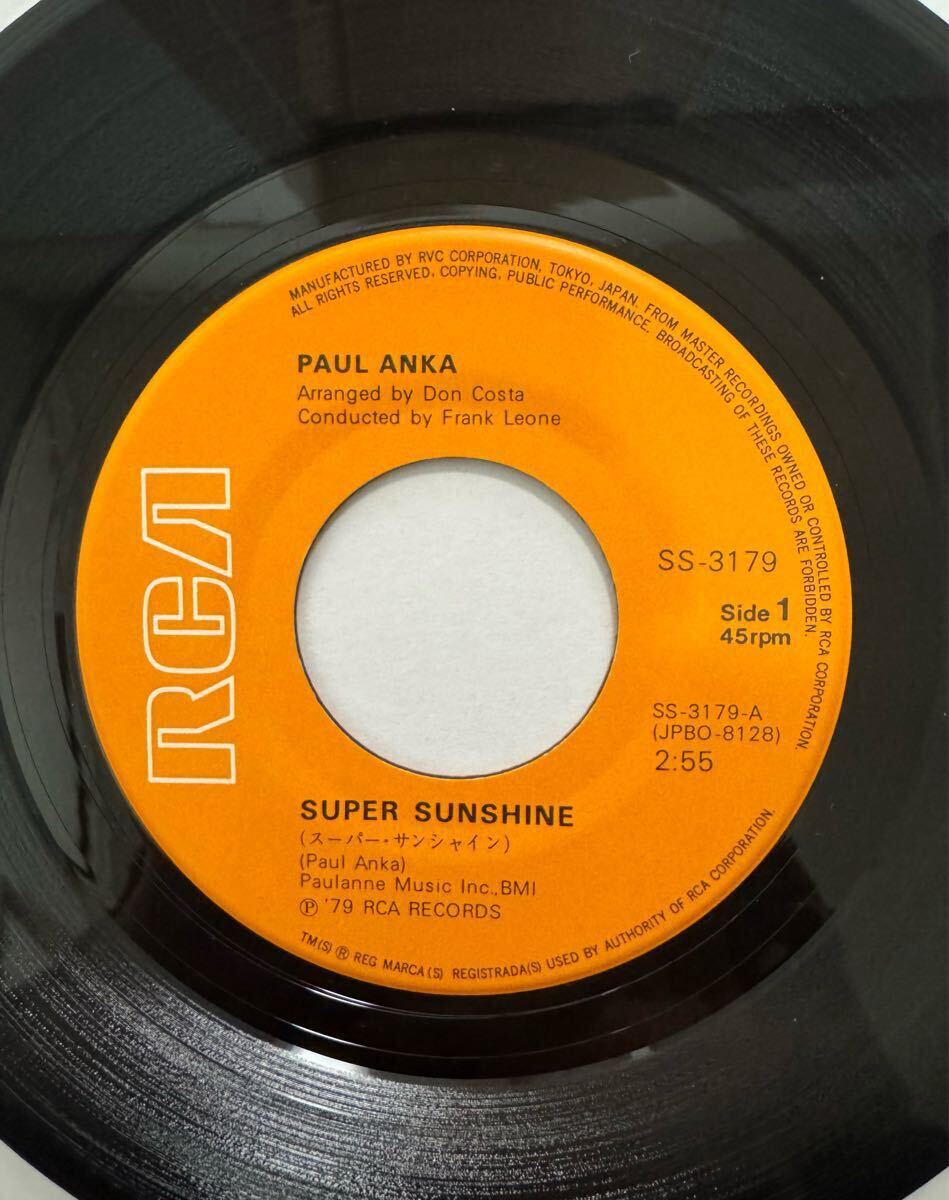 MANUFACTURED BY RVC CORPORATION, TOKYO, JAPAN. FROM MASTER RECORDINGS OWNED OR CONTROLLED BY RCA CORPORATION.
ALL RIGHTS RESERVED, COPYING, PUBLIC PERFORMANCE, BROADCASTING OF THESE RECORDS ARE FORBIDDEN.
PAUL ANKA
Arranged by Don Costa
Conducted by Frank Leone
RCA
SS-3179
Side 1
45rpm
SS-3179-A
(JPBO-8128)
2:55
SUPER SUNSHINE
(スーパー・サンシャイン)
(Paul Anka)
Paulanne Music Inc.,BMI
Ⓟ '79 RCA RECORDS
TM(S) ® REG MARCA(S) REGISTRADA(S) USED BY AUTHORITY OF RCA CORPORATION.